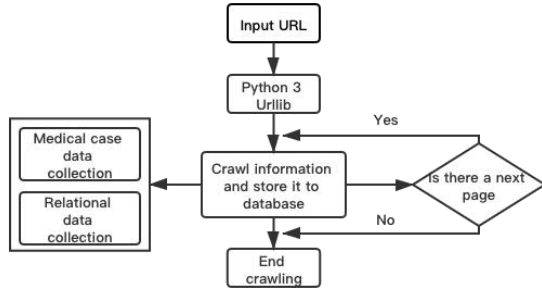 Input URL
Python 3
Urllib
Yes
Medical case
data
collection
Crawl information
and store it to
database
Is there a next
page
Relational
data
collection
No
End
crawling